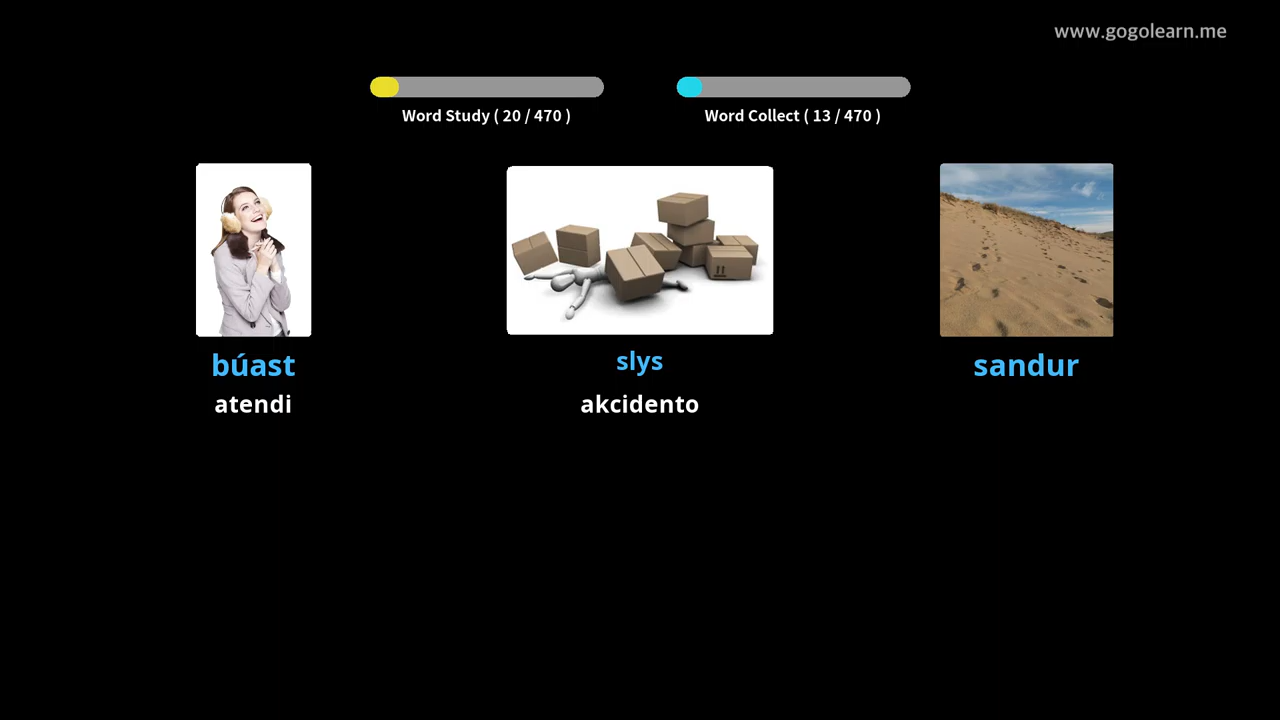 www.gogolearn.me
Word Study ( 20 / 470 )
Word Collect ( 13 / 470 )
búast
slys
sandur
atendi
akcidento